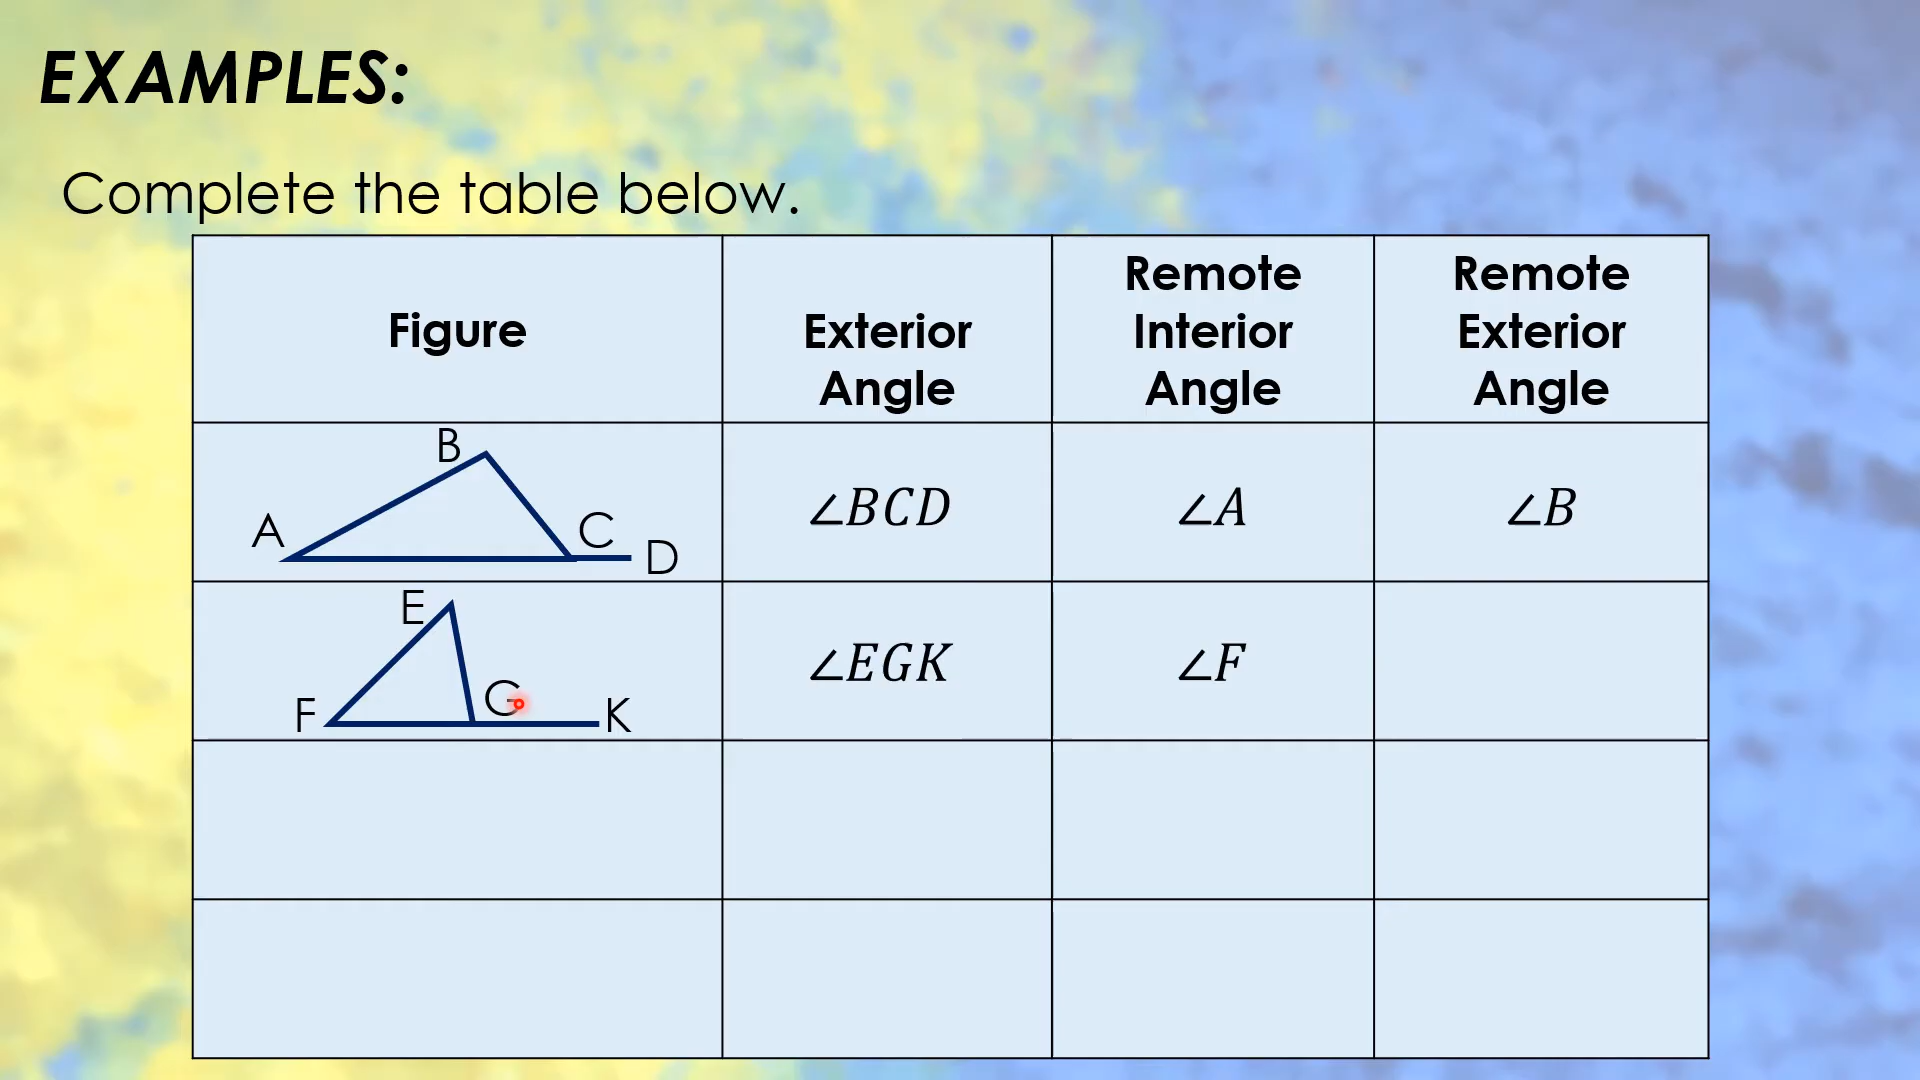 EXAMPLES:
Complete the table below.
Figure
Exterior
Angle
Remote
Interior
Angle
Remote
Exterior
Angle
B
A
C
D
∠BCD
∠A
∠B
E
F
G
K
∠EGK
∠F